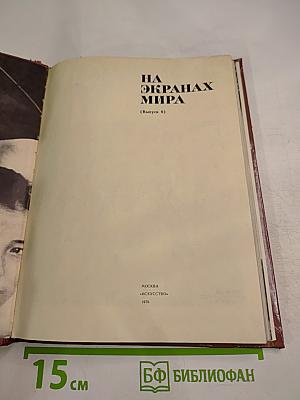 НА
ЭКРАНАХ
МИРА
МОСКВА
«ИСКУССТВО»
15 см
БФ БИБЛИОФАН